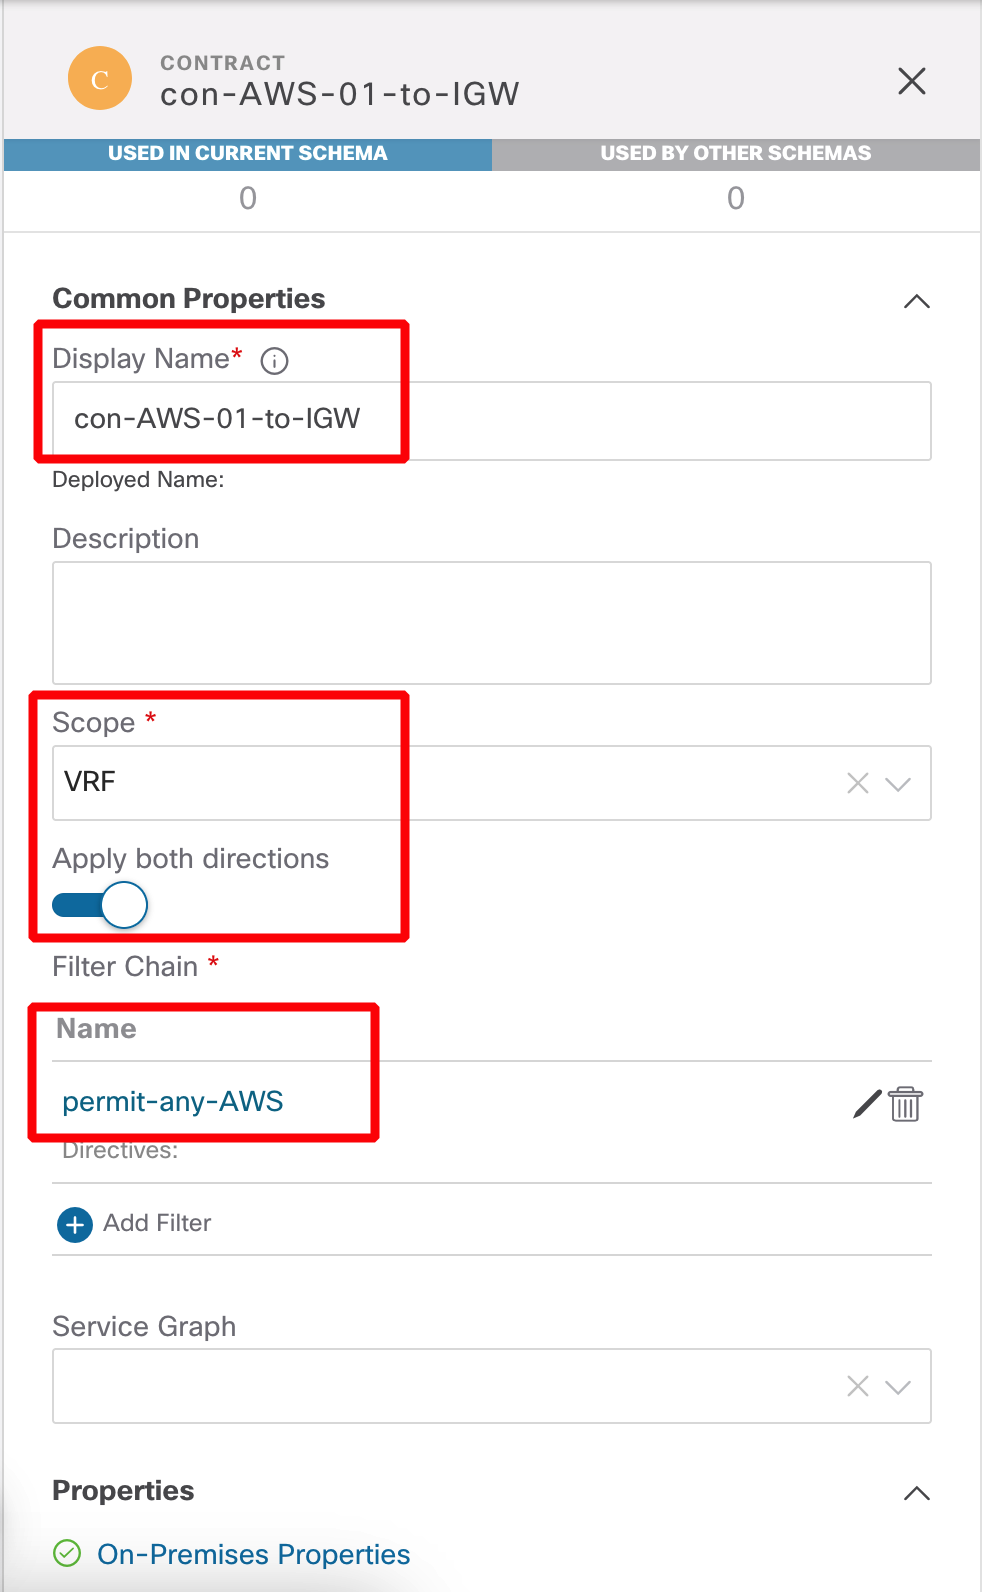 C
CONTRACT
con-AWS-01-to-IGW
USED IN CURRENT SCHEMA
USED BY OTHER SCHEMAS
0
0
Common Properties
Display Name*
con-AWS-01-to-IGW
Deployed Name:
Description
Scope *
VRF
Apply both directions
Filter Chain *
Name
permit-any-AWS
Directives:
Add Filter
Service Graph
Properties
On-Premises Properties